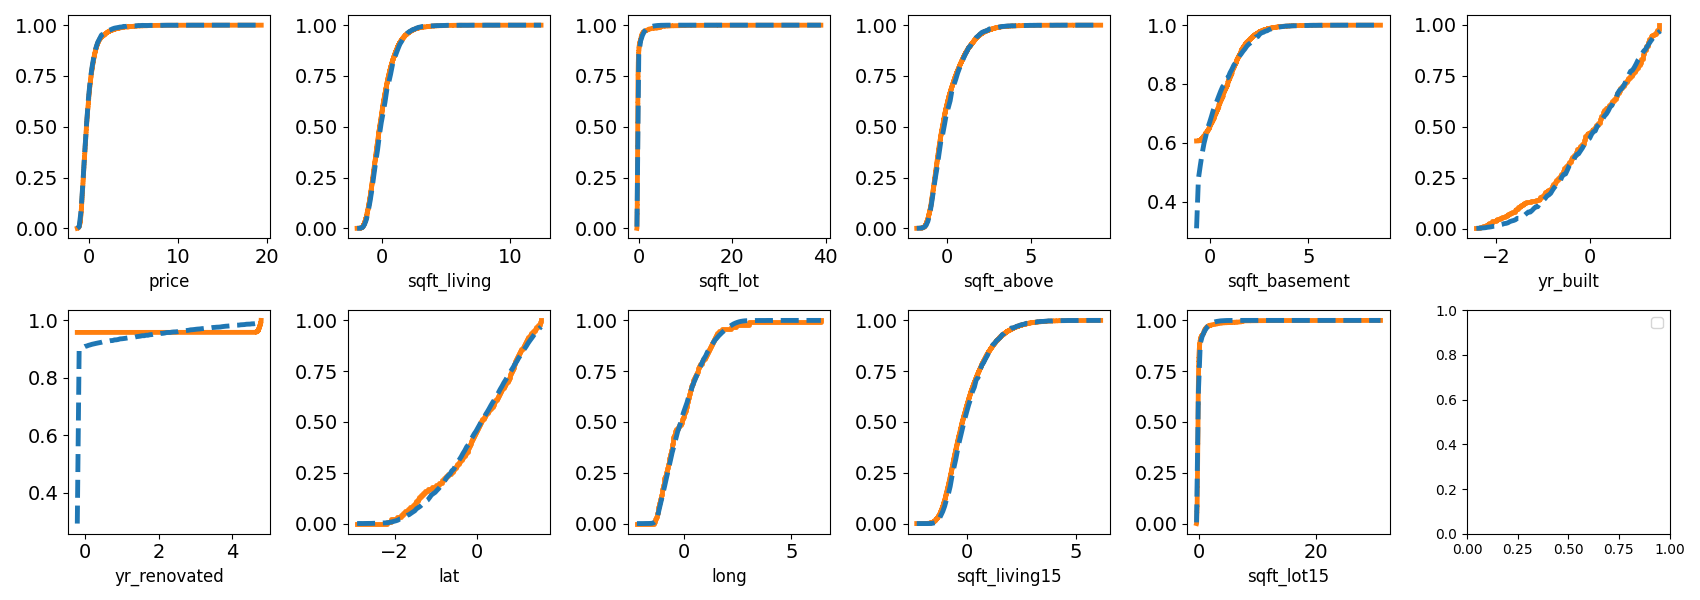 1.00 0.75 0.50 0.25 0.00
0 10 20
price
1.00 0.75 0.50 0.25 0.00
0 10
sqft_living
1.00 0.75 0.50 0.25 0.00
0 20 40
sqft_lot
1.00 0.75 0.50 0.25 0.00
0 5
sqft_above
1.0 0.8 0.6 0.4
0 5
sqft_basement
1.00 0.75 0.50 0.25 0.00
−2 0
yr_built
1.0 0.8 0.6 0.4
0 2 4
yr_renovated
1.00 0.75 0.50 0.25 0.00
−2 0
lat
1.00 0.75 0.50 0.25 0.00
0 5
long
1.00 0.75 0.50 0.25 0.00
0 5
sqft_living15
1.00 0.75 0.50 0.25 0.00
0 20
sqft_lot15
1.0 0.8 0.6 0.4 0.2 0.0
0.00 0.25 0.50 0.75 1.00